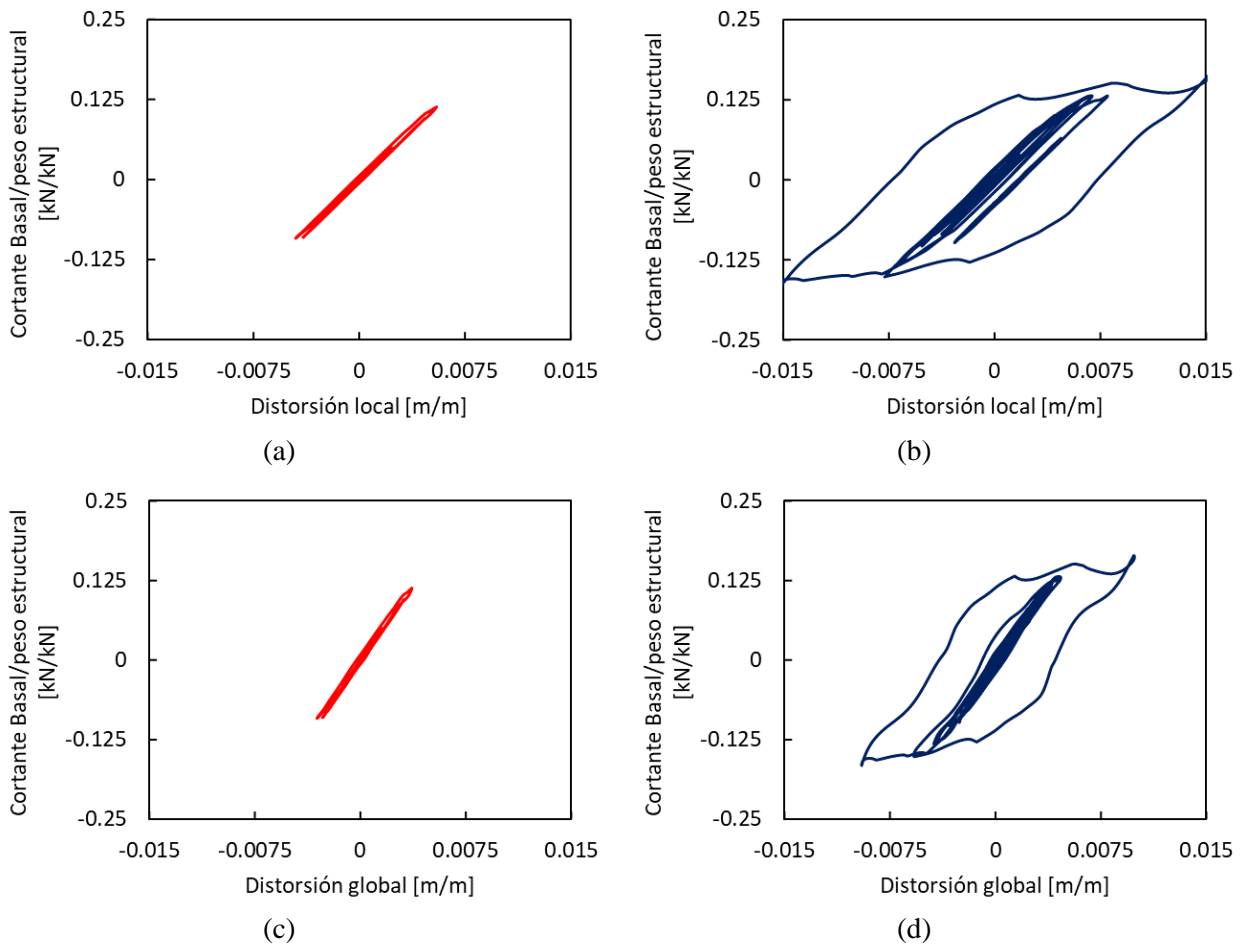 0.25
0.125
0
-0.125
-0.25
Cortante Basal/peso estructural
[kN/kN]
-0.015 -0.0075 0 0.0075 0.015
Distorsión local [m/m]
(a)
0.25
0.125
0
-0.125
-0.25
Cortante Basal/peso estructural
[kN/kN]
-0.015 -0.0075 0 0.0075 0.015
Distorsión local [m/m]
(b)
0.25
0.125
0
-0.125
-0.25
Cortante Basal/peso estructural
[kN/kN]
-0.015 -0.0075 0 0.0075 0.015
Distorsión global [m/m]
(c)
0.25
0.125
0
-0.125
-0.25
Cortante Basal/peso estructural
[kN/kN]
-0.015 -0.0075 0 0.0075 0.015
Distorsión global [m/m]
(d)